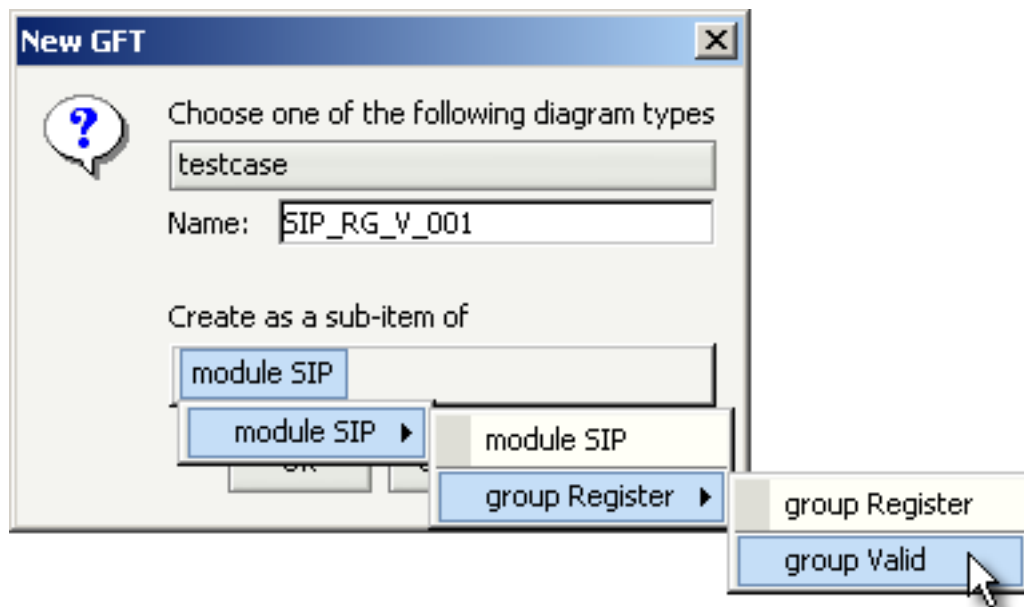 New GFT
?
Choose one of the following diagram types
testcase
Name: SIP_RG_V_001
Create as a sub-item of
module SIP
module SIP
module SIP
group Register
group Register
group Valid